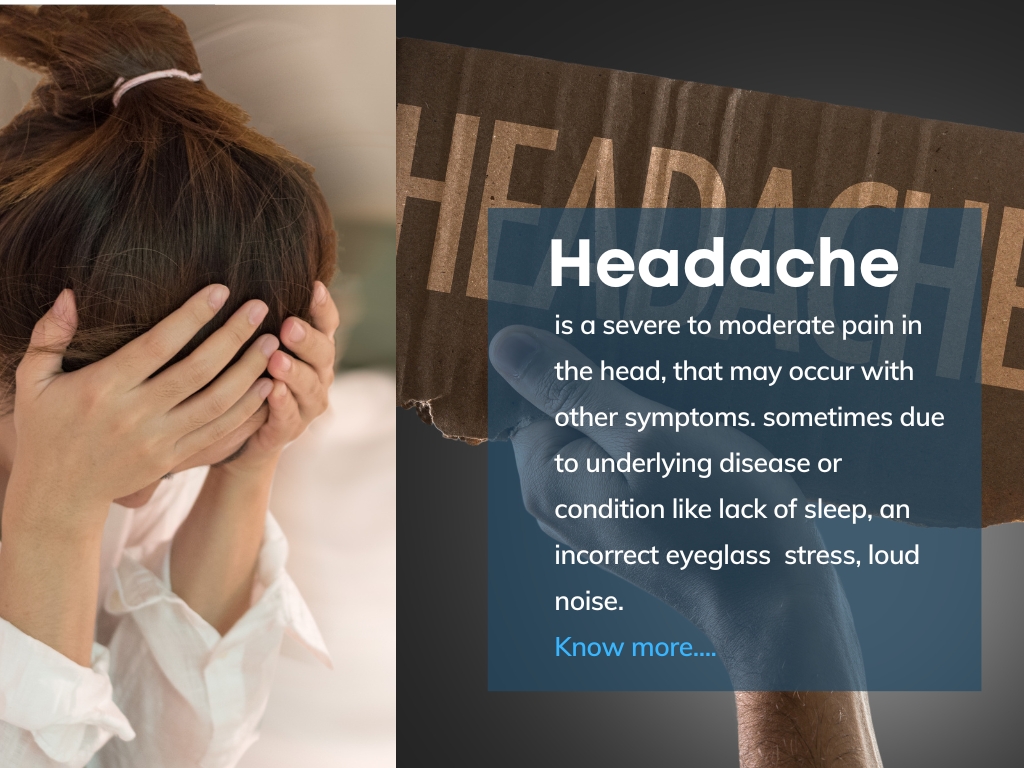 HEADACHE
Headache
is a severe to moderate pain in
the head, that may occur with
other symptoms. sometimes due
to underlying disease or
condition like lack of sleep, an
incorrect eyeglass  stress, loud
noise.
Know more....